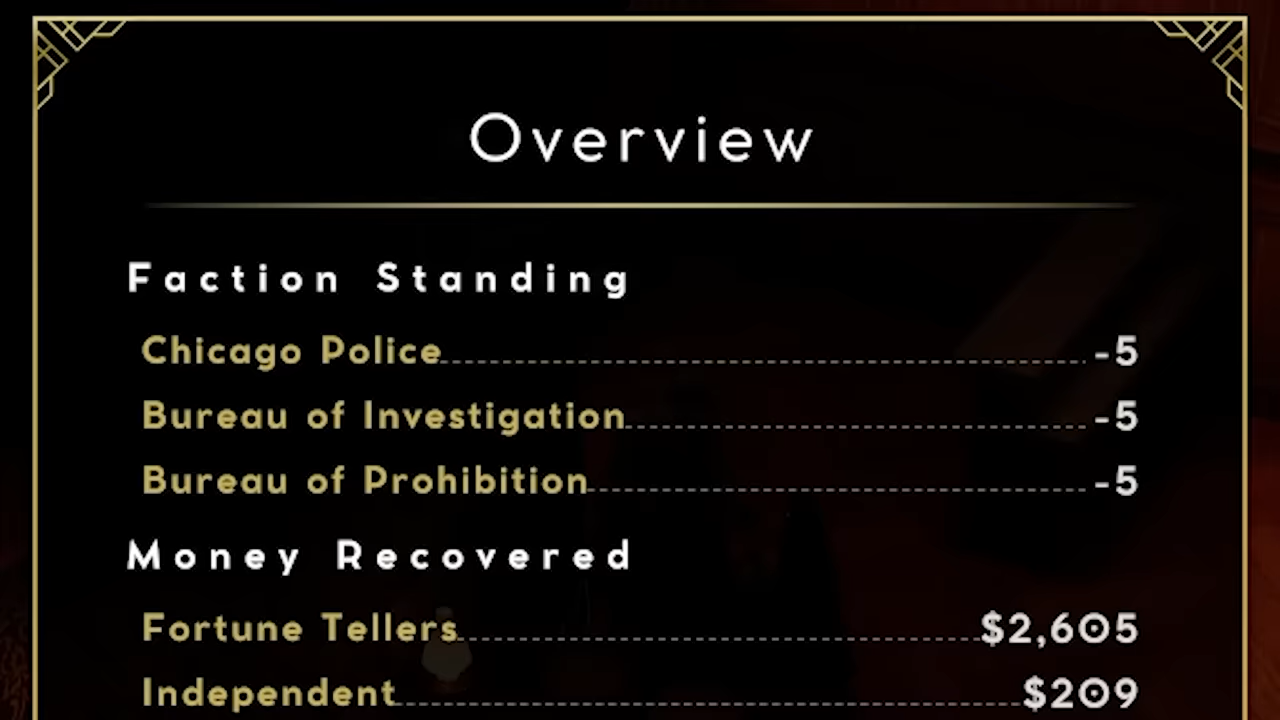 Overview
Faction Standing
Chicago Police -5
Bureau of Investigation -5
Bureau of Prohibition -5
Money Recovered
Fortune Tellers $2,605
Independent $209